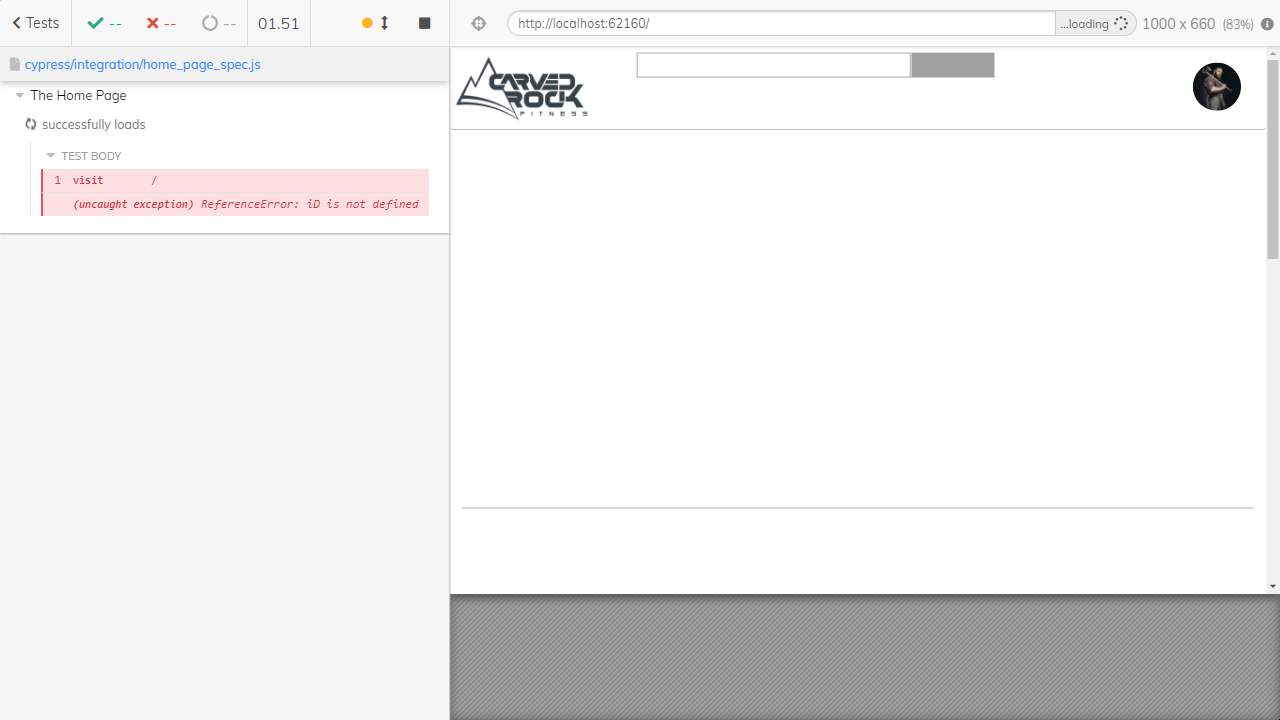 Tests
--
--
--
01.51
http://localhost:62160/
...loading
1000 x 660 (83%)
cypress/integration/home_page_spec.js
The Home Page
successfully loads
TEST BODY
1 visit /
(uncaught exception) ReferenceError: iD is not defined
CARVED
ROCK
FITNESS